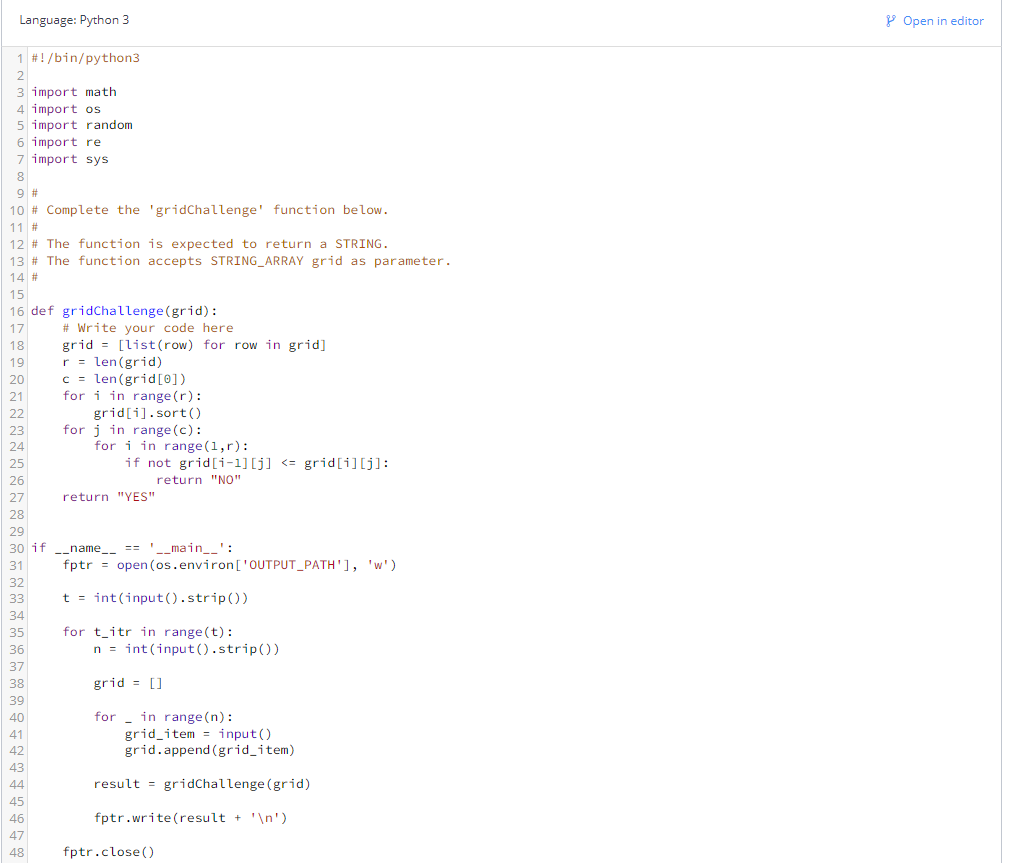 Language: Python 3
Open in editor
1 #!/bin/python3
2
3 import math
4 import os
5 import random
6 import re
7 import sys
8
9 #
10 # Complete the 'gridChallenge' function below.
11 #
12 # The function is expected to return a STRING.
13 # The function accepts STRING_ARRAY grid as parameter.
14 #
15
16 def gridChallenge(grid):
17     # Write your code here
18     grid = [list(row) for row in grid]
19     r = len(grid)
20     c = len(grid[0])
21     for i in range(r):
22         grid[i].sort()
23     for j in range(c):
24         for i in range(1,r):
25             if not grid[i-1][j] <= grid[i][j]:
26                 return "NO"
27     return "YES"
28
29
30 if __name__ == '__main__':
31     fptr = open(os.environ['OUTPUT_PATH'], 'w')
32
33     t = int(input().strip())
34
35     for t_itr in range(t):
36         n = int(input().strip())
37
38         grid = []
39
40         for _ in range(n):
41             grid_item = input()
42             grid.append(grid_item)
43
44         result = gridChallenge(grid)
45
46         fptr.write(result + '\n')
47
48     fptr.close()